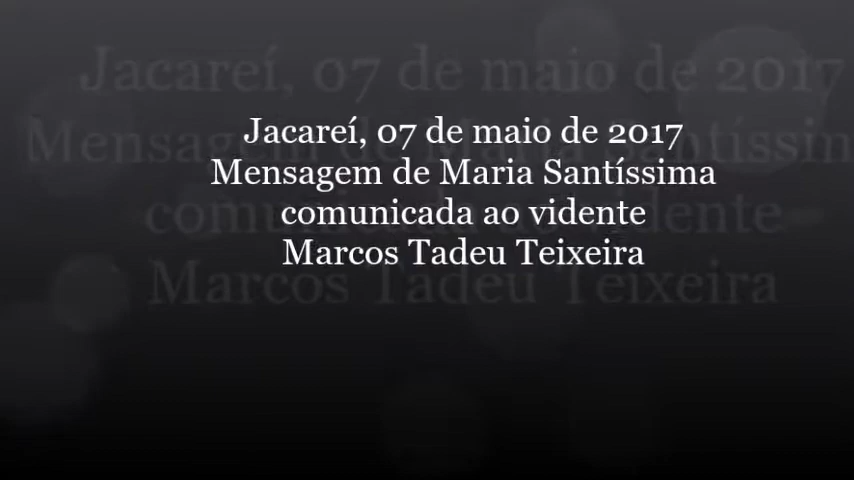 Jacareí, 07 de maio de 2017
Mensagem de Maria Santíssima
comunicada ao vidente
Marcos Tadeu Teixeira